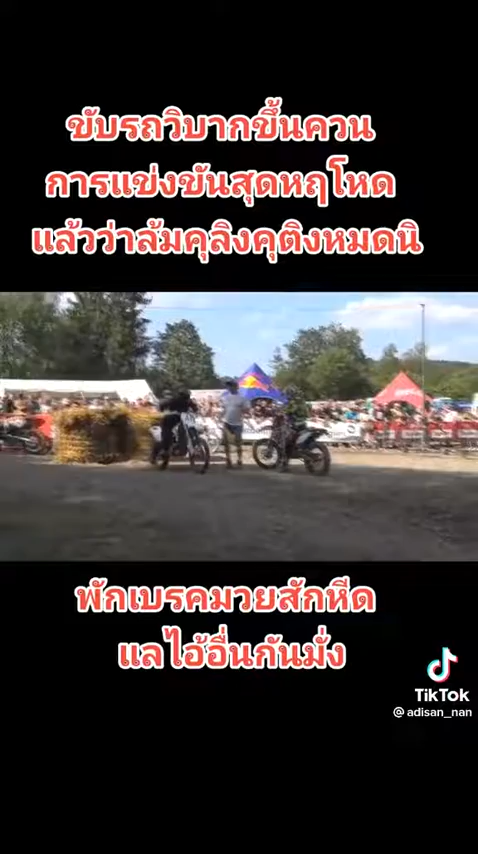 ขับรถวิบากขึ้นควน
การแข่งขันสุดหฤโหด
แล้วว่าล้มคุลิงคุติงหมดนิ
พักเบรคมวยสักหีด
แลไอ้อื่นกันมั่ง
TikTok
@adisan_nan